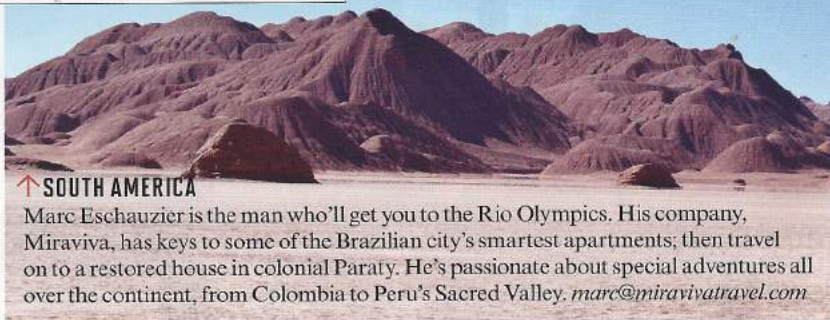 ↑SOUTH AMERICA
Marc Eschauzier is the man who'll get you to the Rio Olympics. His company,
Miraviva, has keys to some of the Brazilian city's smartest apartments; then travel
on to a restored house in colonial Paraty. He's passionate about special adventures all
over the continent, from Colombia to Peru's Sacred Valley. marc@miravivatravel.com